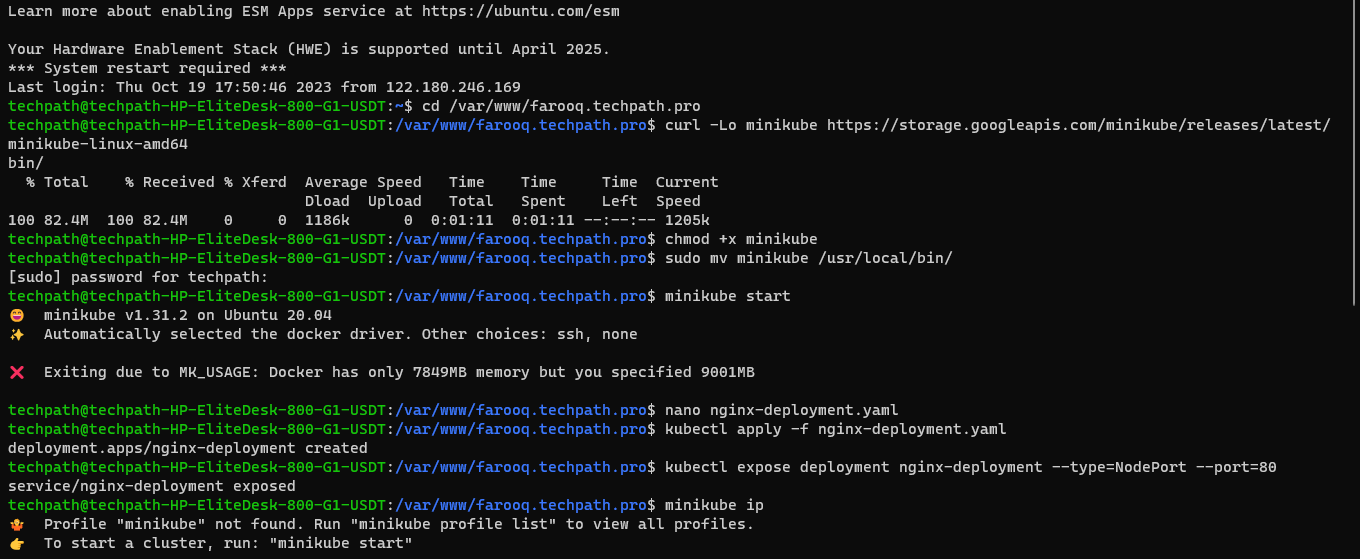 Learn more about enabling ESM Apps service at https://ubuntu.com/esm
Your Hardware Enablement Stack (HWE) is supported until April 2025.
*** System restart required ***
Last login: Thu Oct 19 17:50:46 2023 from 122.180.246.169
techpath@techpath-HP-EliteDesk-800-G1-USDT:~$ cd /var/www/farooq.techpath.pro
techpath@techpath-HP-EliteDesk-800-G1-USDT:/var/www/farooq.techpath.pro$ curl -Lo minikube https://storage.googleapis.com/minikube/releases/latest/
minikube-linux-amd64
bin/
  % Total    % Received % Xferd  Average Speed   Time    Time     Time  Current
                                 Dload  Upload   Total   Spent    Left  Speed
100 82.4M  100 82.4M    0     0  1186k      0  0:01:11  0:01:11 --:--:-- 1205k
techpath@techpath-HP-EliteDesk-800-G1-USDT:/var/www/farooq.techpath.pro$ chmod +x minikube
techpath@techpath-HP-EliteDesk-800-G1-USDT:/var/www/farooq.techpath.pro$ sudo mv minikube /usr/local/bin/
[sudo] password for techpath:
techpath@techpath-HP-EliteDesk-800-G1-USDT:/var/www/farooq.techpath.pro$ minikube start
😄  minikube v1.31.2 on Ubuntu 20.04
✨  Automatically selected the docker driver. Other choices: ssh, none
❌  Exiting due to MK_USAGE: Docker has only 7849MB memory but you specified 9001MB
techpath@techpath-HP-EliteDesk-800-G1-USDT:/var/www/farooq.techpath.pro$ nano nginx-deployment.yaml
techpath@techpath-HP-EliteDesk-800-G1-USDT:/var/www/farooq.techpath.pro$ kubectl apply -f nginx-deployment.yaml
deployment.apps/nginx-deployment created
techpath@techpath-HP-EliteDesk-800-G1-USDT:/var/www/farooq.techpath.pro$ kubectl expose deployment nginx-deployment --type=NodePort --port=80
service/nginx-deployment exposed
techpath@techpath-HP-EliteDesk-800-G1-USDT:/var/www/farooq.techpath.pro$ minikube ip
🤷  Profile "minikube" not found. Run "minikube profile list" to view all profiles.
👉  To start a cluster, run: "minikube start"